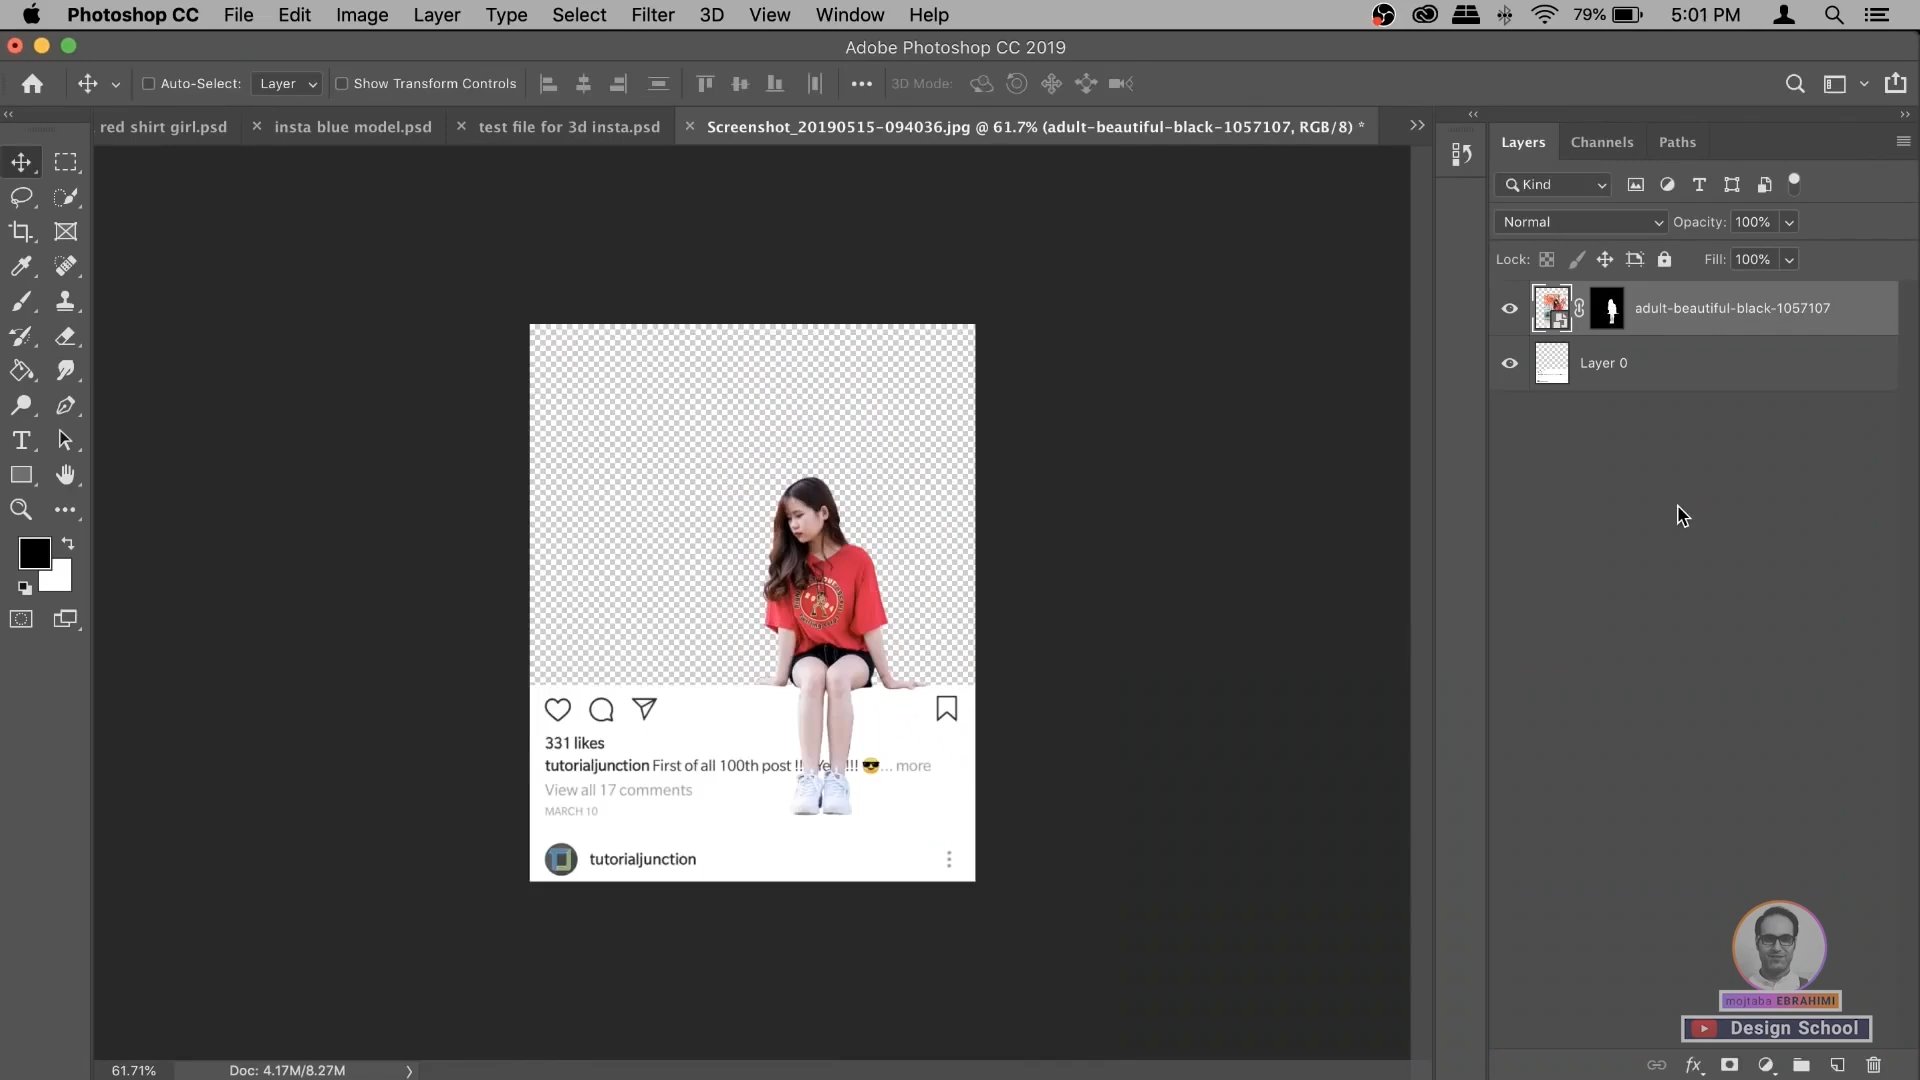 Photoshop CC File Edit Image Layer Type Select Filter 3D View Window Help 79% 5:01 PM
Adobe Photoshop CC 2019
Auto-Select: Layer Show Transform Controls 3D Mode:
red shirt girl.psd × insta blue model.psd × test file for 3d insta.psd × Screenshot_20190515-094036.jpg @ 61.7% (adult-beautiful-black-1057107, RGB/8) *
Layers Channels Paths
Kind
Normal Opacity: 100%
Lock: Fill: 100%
adult-beautiful-black-1057107
Layer 0
331 likes
tutorialjunction First of all 100th post !! Ye !!! 😎... more
View all 17 comments
MARCH 10
tutorialjunction
mojtaba EBRAHIMI
Design School
61.71% Doc: 4.17M/8.27M